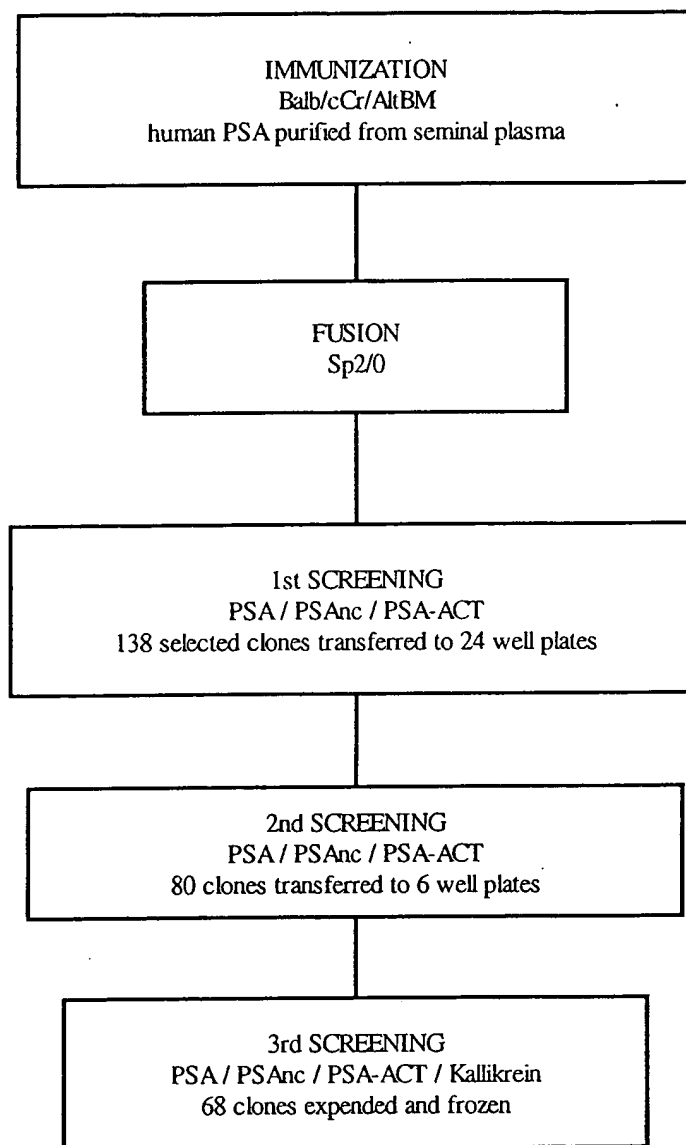 IMMUNIZATION
Balb/cCr/AltBM
human PSA purified from seminal plasma
FUSION
Sp2/0
1st SCREENING
PSA / PSAnc / PSA-ACT
138 selected clones transferred to 24 well plates
2nd SCREENING
PSA / PSAnc / PSA-ACT
80 clones transferred to 6 well plates
3rd SCREENING
PSA / PSAnc / PSA-ACT / Kallikrein
68 clones expended and frozen